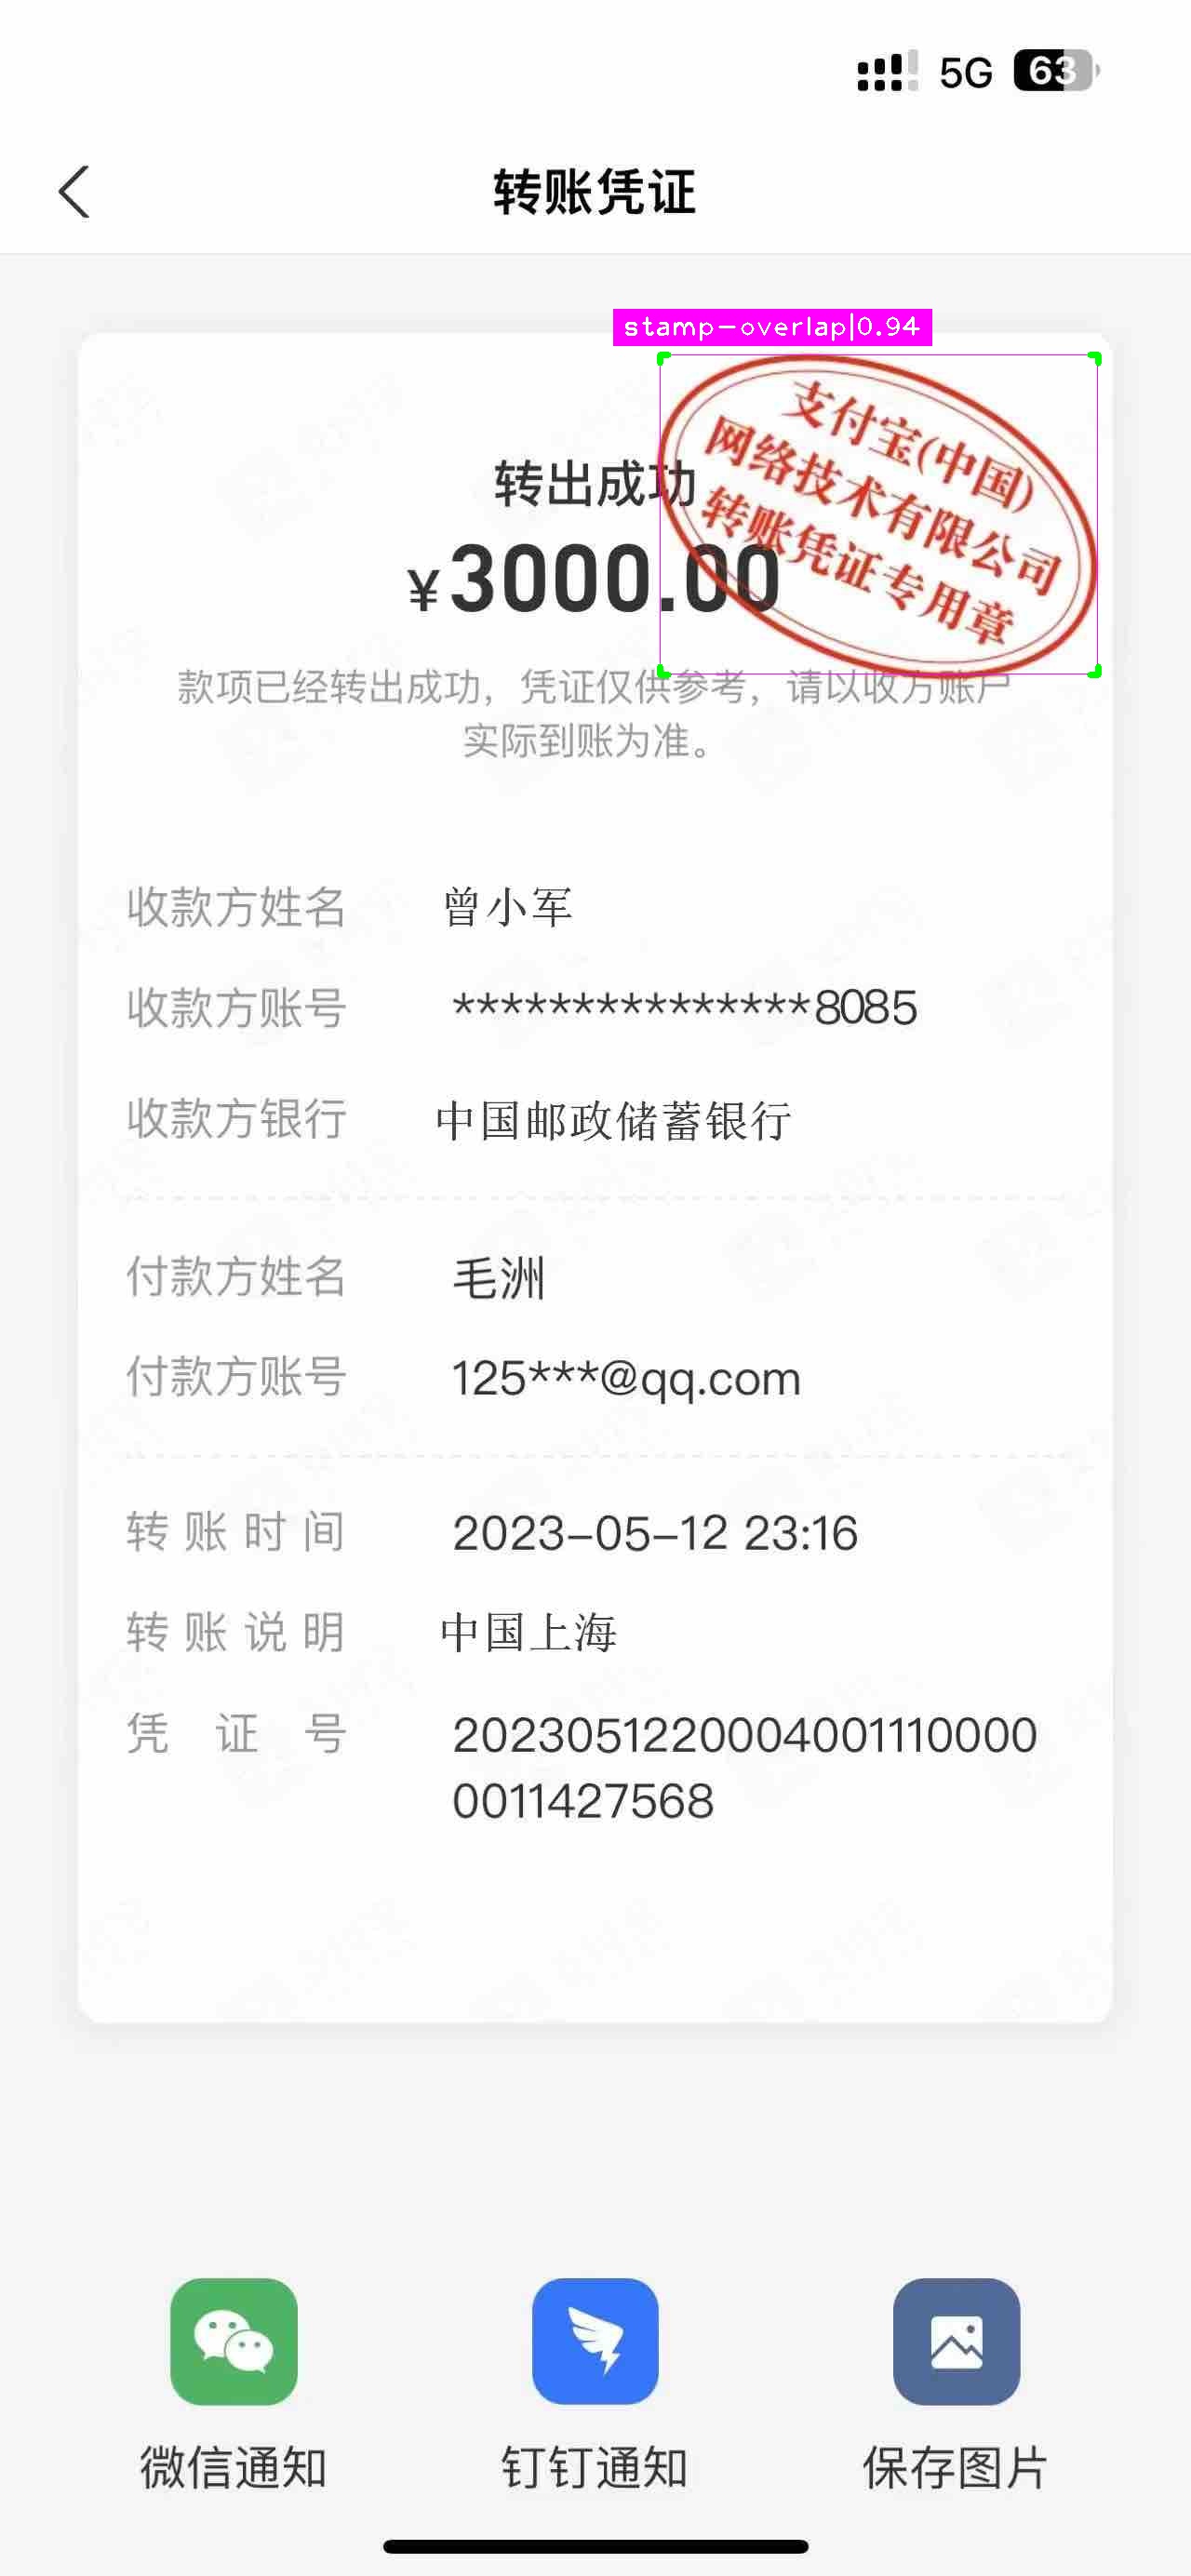 5G 63
转账凭证
stamp-overlap|0.94
支付宝(中国)
网络技术有限公司
转账凭证专用章
转出成功
¥3000.00
款项已经转出成功，凭证仅供参考，请以收方账户
实际到账为准。
收款方姓名 曾小军
收款方账号 ***************8085
收款方银行 中国邮政储蓄银行
付款方姓名 毛洲
付款方账号 125***@qq.com
转账时间 2023-05-12 23:16
转账说明 中国上海
凭证号 2023051220004001110000
0011427568
微信通知 钉钉通知 保存图片